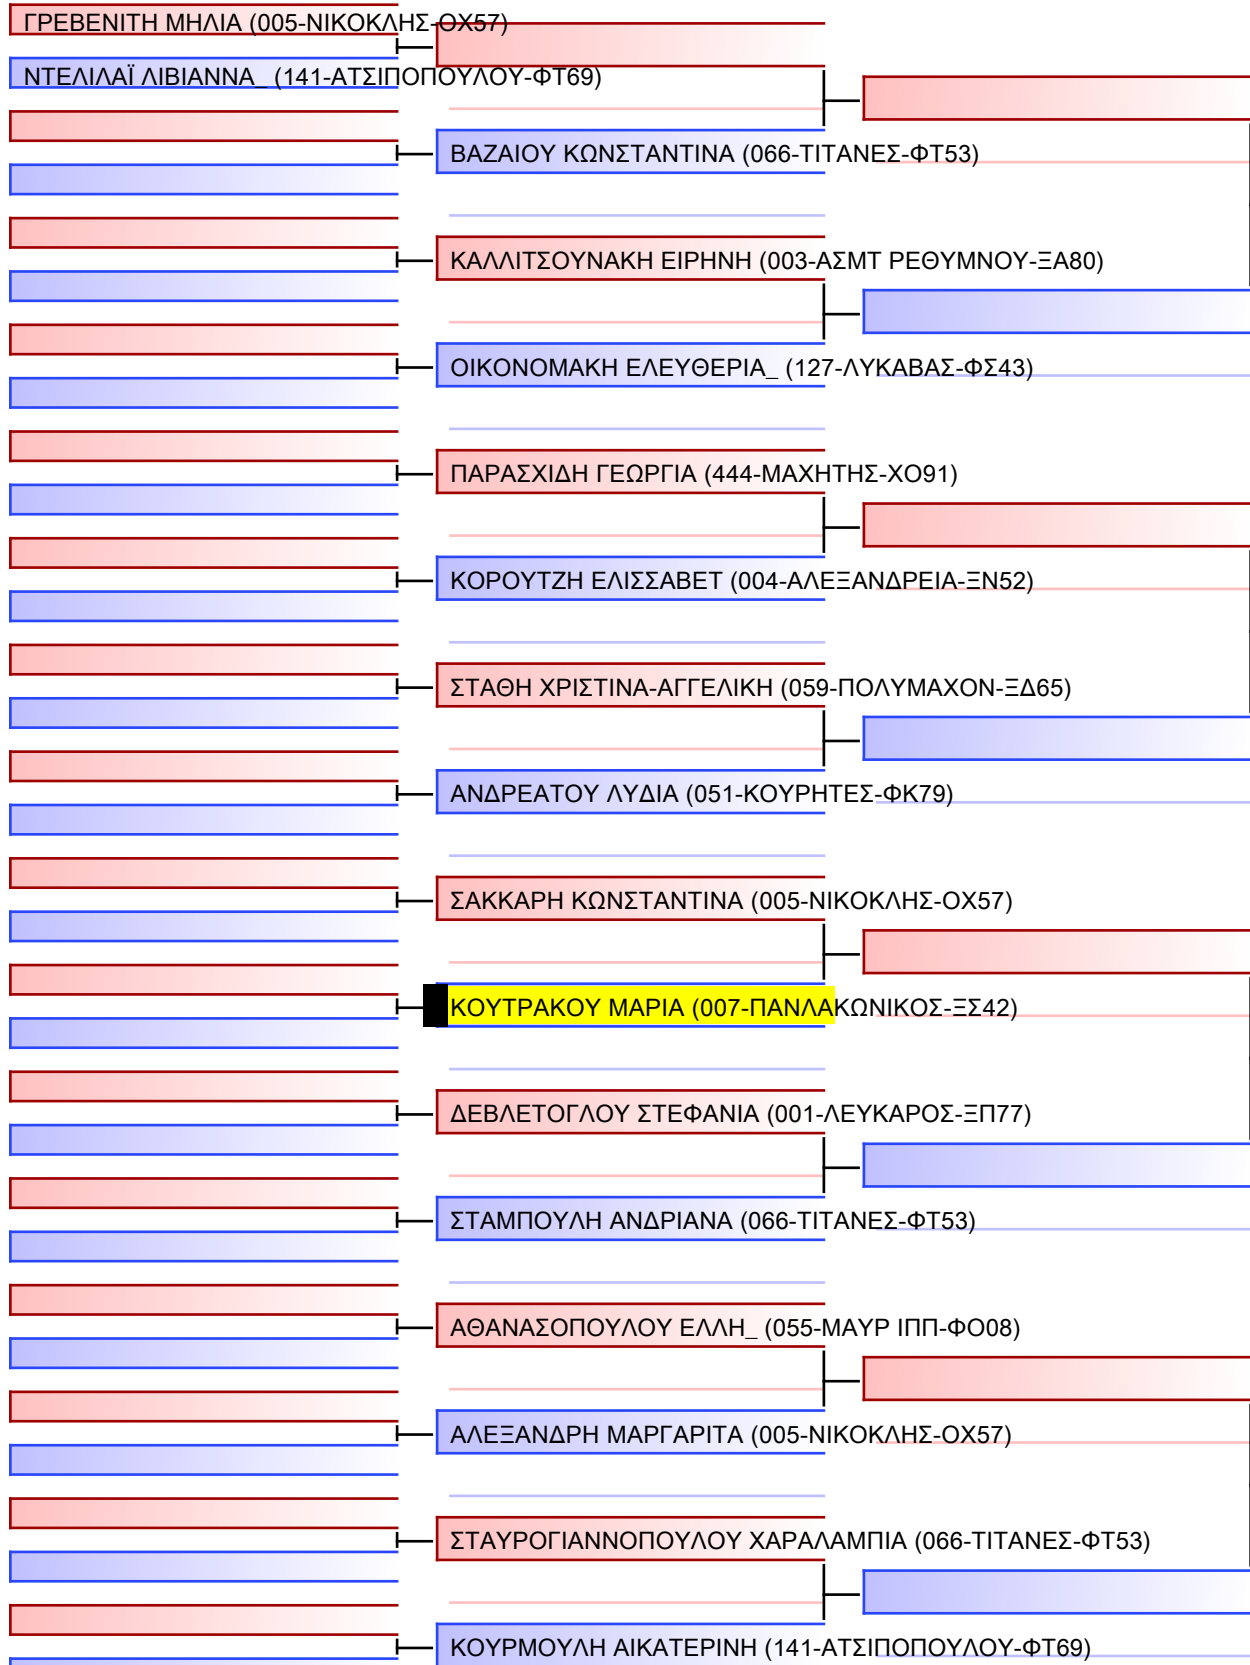 ΓΡΕΒΕΝΙΤΗ ΜΗΛΙΑ (005-ΝΙΚΟΚΛΗΣ-ΟΧ57)
ΝΤΕΛΙΛΑΪ ΛΙΒΙΑΝΝΑ_ (141-ΑΤΣΙΠΟΠΟΥΛΟΥ-ΦΤ69)
ΒΑΖΑΙΟΥ ΚΩΝΣΤΑΝΤΙΝΑ (066-ΤΙΤΑΝΕΣ-ΦΤ53)
ΚΑΛΛΙΤΣΟΥΝΑΚΗ ΕΙΡΗΝΗ (003-ΑΣΜΤ ΡΕΘΥΜΝΟΥ-ΞΑ80)
ΟΙΚΟΝΟΜΑΚΗ ΕΛΕΥΘΕΡΙΑ_ (127-ΛΥΚΑΒΑΣ-ΦΣ43)
ΠΑΡΑΣΧΙΔΗ ΓΕΩΡΓΙΑ (444-ΜΑΧΗΤΗΣ-ΧΟ91)
ΚΟΡΟΥΤΖΗ ΕΛΙΣΣΑΒΕΤ (004-ΑΛΕΞΑΝΔΡΕΙΑ-ΞΝ52)
ΣΤΑΘΗ ΧΡΙΣΤΙΝΑ-ΑΓΓΕΛΙΚΗ (059-ΠΟΛΥΜΑΧΟΝ-ΞΔ65)
ΑΝΔΡΕΑΤΟΥ ΛΥΔΙΑ (051-ΚΟΥΡΗΤΕΣ-ΦΚ79)
ΣΑΚΚΑΡΗ ΚΩΝΣΤΑΝΤΙΝΑ (005-ΝΙΚΟΚΛΗΣ-ΟΧ57)
ΚΟΥΤΡΑΚΟΥ ΜΑΡΙΑ (007-ΠΑΝΛΑΚΩΝΙΚΟΣ-ΞΣ42)
ΔΕΒΛΕΤΟΓΛΟΥ ΣΤΕΦΑΝΙΑ (001-ΛΕΥΚΑΡΟΣ-ΞΠ77)
ΣΤΑΜΠΟΥΛΗ ΑΝΔΡΙΑΝΑ (066-ΤΙΤΑΝΕΣ-ΦΤ53)
ΑΘΑΝΑΣΟΠΟΥΛΟΥ ΕΛΛΗ_ (055-ΜΑΥΡ ΙΠΠ-ΦΟ08)
ΑΛΕΞΑΝΔΡΗ ΜΑΡΓΑΡΙΤΑ (005-ΝΙΚΟΚΛΗΣ-ΟΧ57)
ΣΤΑΥΡΟΓΙΑΝΝΟΠΟΥΛΟΥ ΧΑΡΑΛΑΜΠΙΑ (066-ΤΙΤΑΝΕΣ-ΦΤ53)
ΚΟΥΡΜΟΥΛΗ ΑΙΚΑΤΕΡΙΝΗ (141-ΑΤΣΙΠΟΠΟΥΛΟΥ-ΦΤ69)